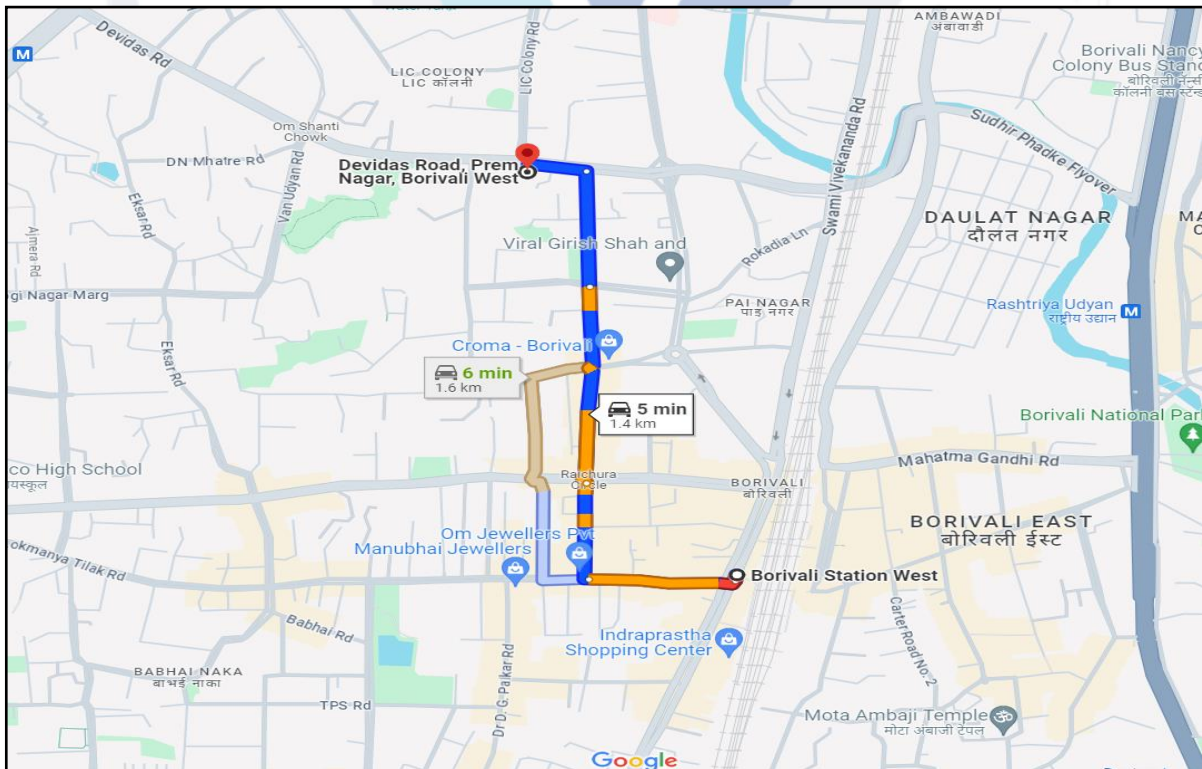 AMBAWADI
अंबावाडी
Devidas Rd
M
LIC COLONY
LIC कॉलनी
LIC Colony Rd
Borivali Nancy
Colony Bus Stand
Om Shanti
Chowk
Swami Vivekananda Rd
Sudhir Phadke Flyover
DN Mhatre Rd
Van Udyan Rd
Devidas Road, Prem
Nagar, Borivali West
Eksar Rd
Ajmera Rd
DAULAT NAGAR
दौलत नगर
Viral Girish Shah and
Rokadia Ln
gi Nagar Marg
PAI NAGAR
पाइ नगर
Rashtriya Udyan
राष्ट्रीय उद्यान
M
Croma - Borivali
Eksar Rd
6 min
1.6 km
5 min
1.4 km
Borivali National Park
co High School
यस्कूल
Raichura
Circle
BORIVALI
बोरिवली
Mahatma Gandhi Rd
Om Jewellers Pvt
Manubhai Jewellers
BORIVALI EAST
बोरिवली ईस्ट
okmanya Tilak Rd
Borivali Station West
Babhai Rd
Indraprastha
Shopping Center
Carter Road No. 2
BABHAI NAKA
बाभई नाका
Dr D. G. Palkar Rd
TPS Rd
Mota Ambaji Temple
मोटा अंबाजी टेंपल
Google